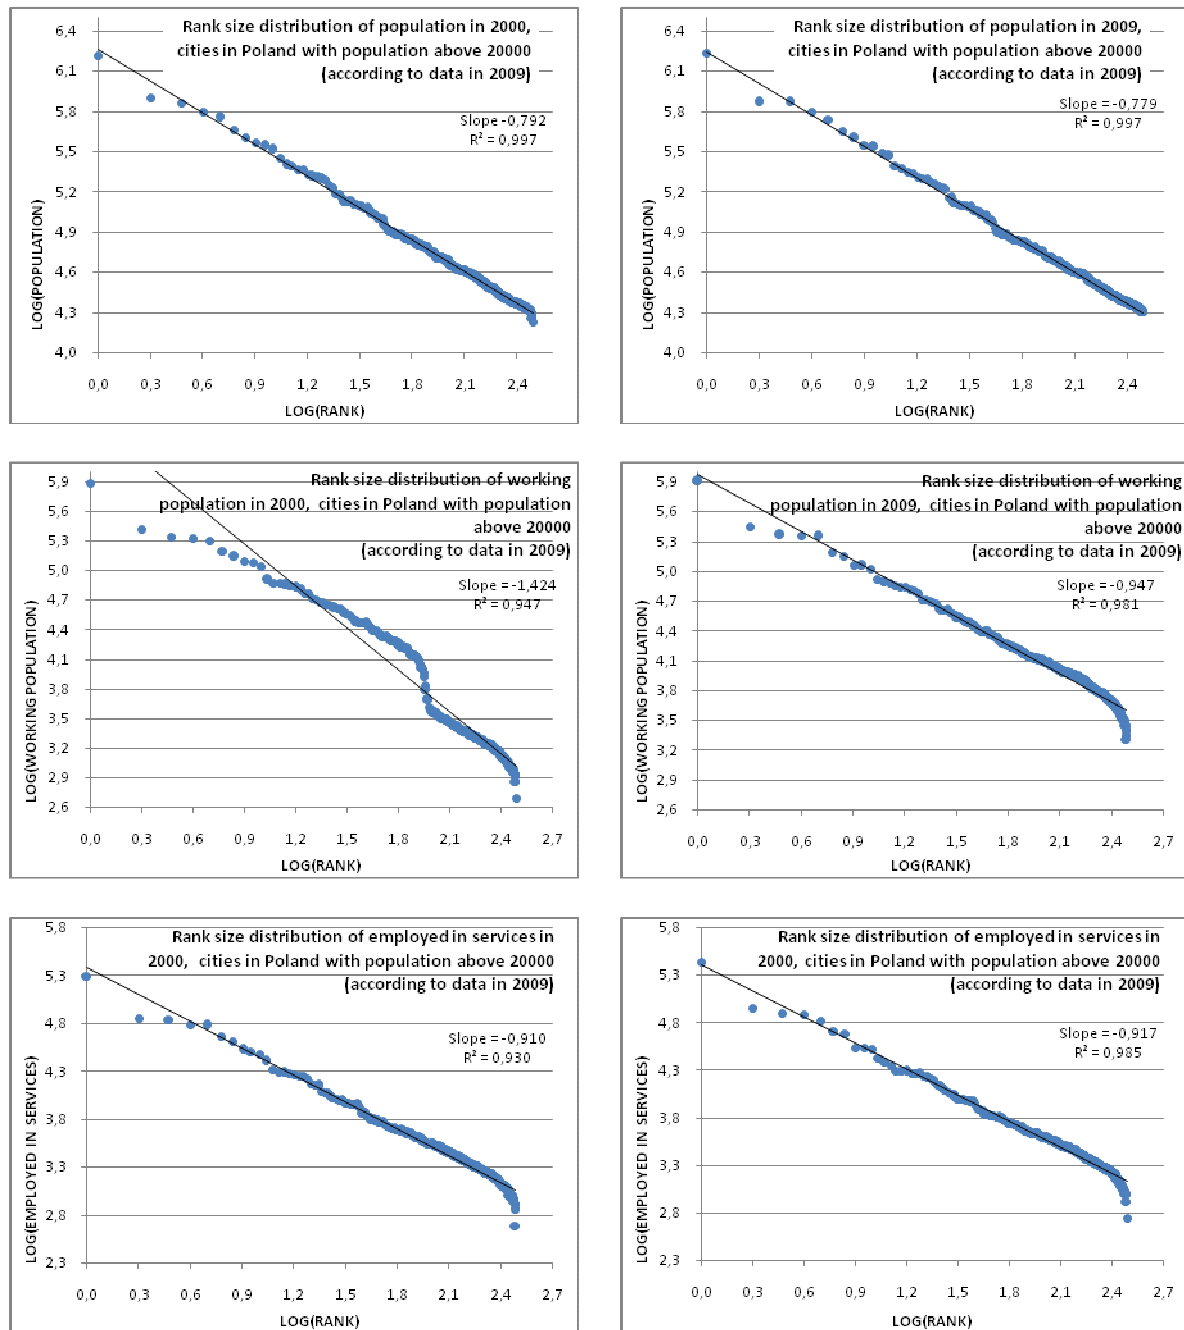 Rank size distribution of population in 2000,
cities in Poland with population above 20000
(according to data in 2009)
Slope = -0,792
R² = 0,997
LOG(POPULATION)
6,4
6,1
5,8
5,5
5,2
4,9
4,6
4,3
4,0
0,0 0,3 0,6 0,9 1,2 1,5 1,8 2,1 2,4
LOG(RANK)
Rank size distribution of population in 2009,
cities in Poland with population above 20000
(according to data in 2009)
Slope = -0,779
R² = 0,997
LOG(POPULATION)
6,4
6,1
5,8
5,5
5,2
4,9
4,6
4,3
4,0
0,0 0,3 0,6 0,9 1,2 1,5 1,8 2,1 2,4
LOG(RANK)
Rank size distribution of working
population in 2000, cities in Poland with population
above 20000
(according to data in 2009)
Slope = -1,424
R² = 0,947
LOG(WORKING POPULATION)
5,9
5,6
5,3
5,0
4,7
4,4
4,1
3,8
3,5
3,2
2,9
2,6
0,0 0,3 0,6 0,9 1,2 1,5 1,8 2,1 2,4 2,7
LOG(RANK)
Rank size distribution of working
population in 2009, cities in Poland with population
above 20000
(according to data in 2009)
Slope = -0,947
R² = 0,981
LOG(WORKING POPULATION)
5,9
5,6
5,3
5,0
4,7
4,4
4,1
3,8
3,5
3,2
2,9
2,6
0,0 0,3 0,6 0,9 1,2 1,5 1,8 2,1 2,4 2,7
LOG(RANK)
Rank size distribution of employed in services in
2000, cities in Poland with population above 20000
(according to data in 2009)
Slope = -0,910
R² = 0,930
LOG(EMPLOYED IN SERVICES)
5,8
5,3
4,8
4,3
3,8
3,3
2,8
2,3
0,0 0,3 0,6 0,9 1,2 1,5 1,8 2,1 2,4 2,7
LOG(RANK)
Rank size distribution of employed in services in
2000, cities in Poland with population above 20000
(according to data in 2009)
Slope = -0,917
R² = 0,985
LOG(EMPLOYED IN SERVICES)
5,8
5,3
4,8
4,3
3,8
3,3
2,8
2,3
0,0 0,3 0,6 0,9 1,2 1,5 1,8 2,1 2,4 2,7
LOG(RANK)